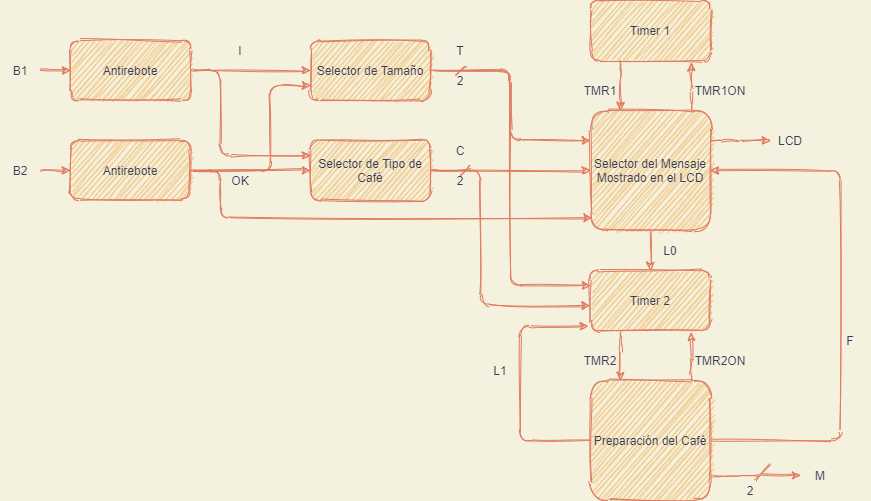 Timer 1
I
T
B1
Antirebote
Selector de Tamaño
2
TMR1
TMR1ON
B2
Antirebote
OK
Selector de Tipo de
Café
C
2
Selector del Mensaje
Mostrado en el LCD
LCD
L0
Timer 2
L1
TMR2
TMR2ON
F
Preparación del Café
2
M